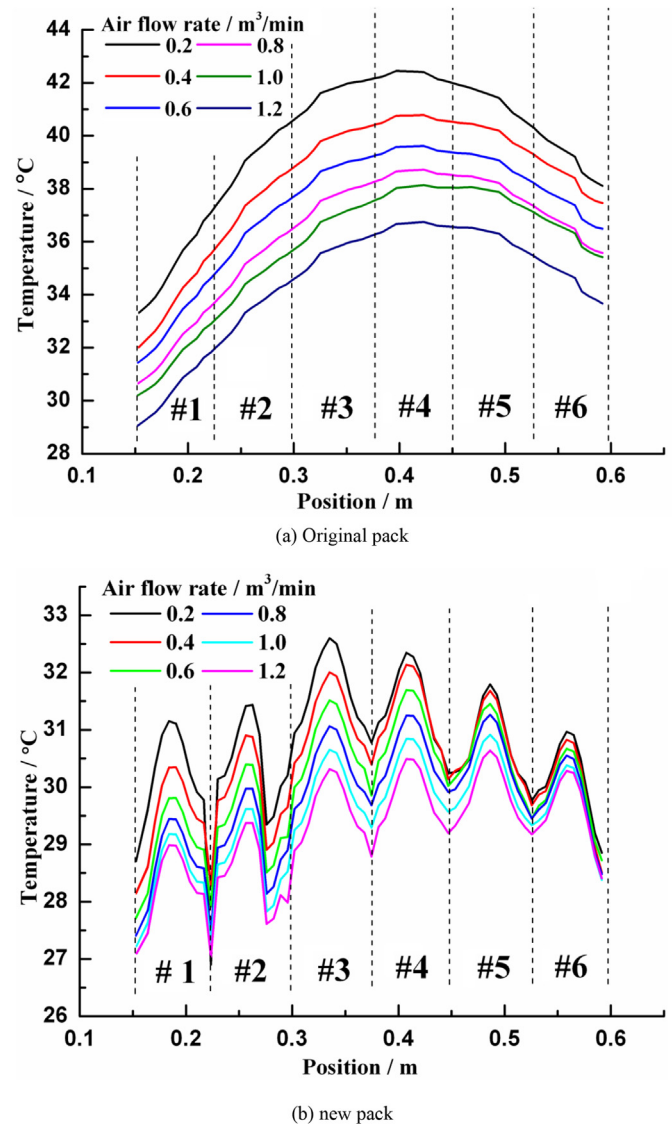 Air flow rate / m³/min
0.2 0.8
0.4 1.0
0.6 1.2
Temperature / °C
44
42
40
38
36
34
32
30
28
#1 #2 #3 #4 #5 #6
0.1 0.2 0.3 0.4 0.5 0.6
Position / m
(a) Original pack
Air flow rate / m³/min
0.2 0.8
0.4 1.0
0.6 1.2
Temperature / °C
33
32
31
30
29
28
27
26
# 1 #2 #3 #4 #5 #6
0.1 0.2 0.3 0.4 0.5 0.6
Position / m
(b) new pack